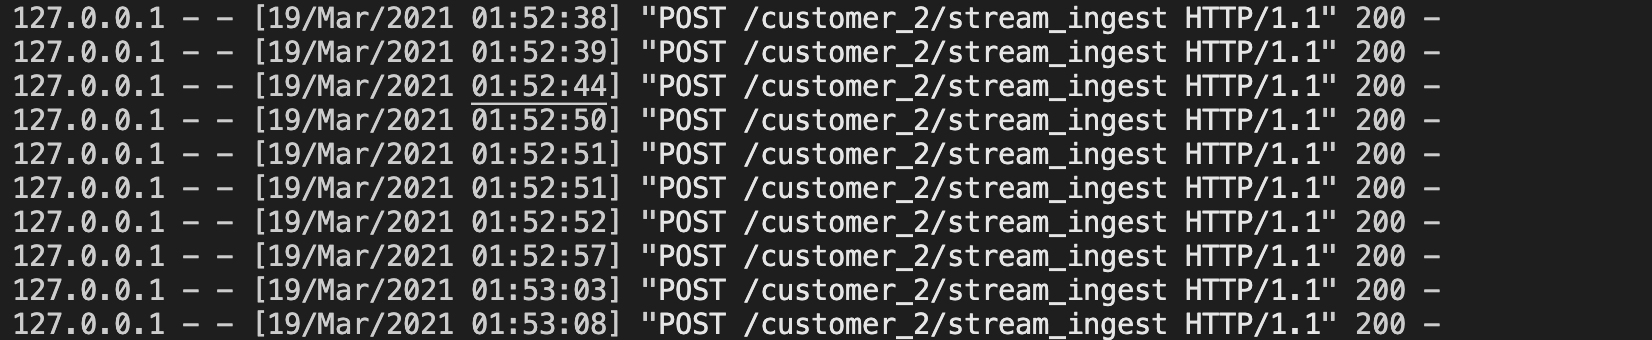 127.0.0.1 - - [19/Mar/2021 01:52:38] "POST /customer_2/stream_ingest HTTP/1.1" 200 -
127.0.0.1 - - [19/Mar/2021 01:52:39] "POST /customer_2/stream_ingest HTTP/1.1" 200 -
127.0.0.1 - - [19/Mar/2021 01:52:44] "POST /customer_2/stream_ingest HTTP/1.1" 200 -
127.0.0.1 - - [19/Mar/2021 01:52:50] "POST /customer_2/stream_ingest HTTP/1.1" 200 -
127.0.0.1 - - [19/Mar/2021 01:52:51] "POST /customer_2/stream_ingest HTTP/1.1" 200 -
127.0.0.1 - - [19/Mar/2021 01:52:51] "POST /customer_2/stream_ingest HTTP/1.1" 200 -
127.0.0.1 - - [19/Mar/2021 01:52:52] "POST /customer_2/stream_ingest HTTP/1.1" 200 -
127.0.0.1 - - [19/Mar/2021 01:52:57] "POST /customer_2/stream_ingest HTTP/1.1" 200 -
127.0.0.1 - - [19/Mar/2021 01:53:03] "POST /customer_2/stream_ingest HTTP/1.1" 200 -
127.0.0.1 - - [19/Mar/2021 01:53:08] "POST /customer_2/stream_ingest HTTP/1.1" 200 -